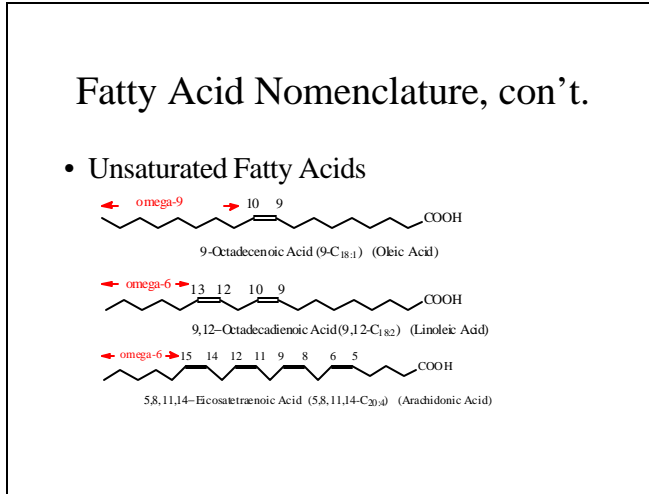 Fatty Acid Nomenclature, con't.
• Unsaturated Fatty Acids
omega-9 10 9
COOH
9-Octadecenoic Acid (9-C18:1) (Oleic Acid)
omega-6 13 12 10 9
COOH
9,12–Octadecadienoic Acid (9,12-C18:2) (Linoleic Acid)
omega-6 15 14 12 11 9 8 6 5
COOH
5,8,11,14–Eicosatetraenoic Acid (5,8,11,14-C20:4) (Arachidonic Acid)